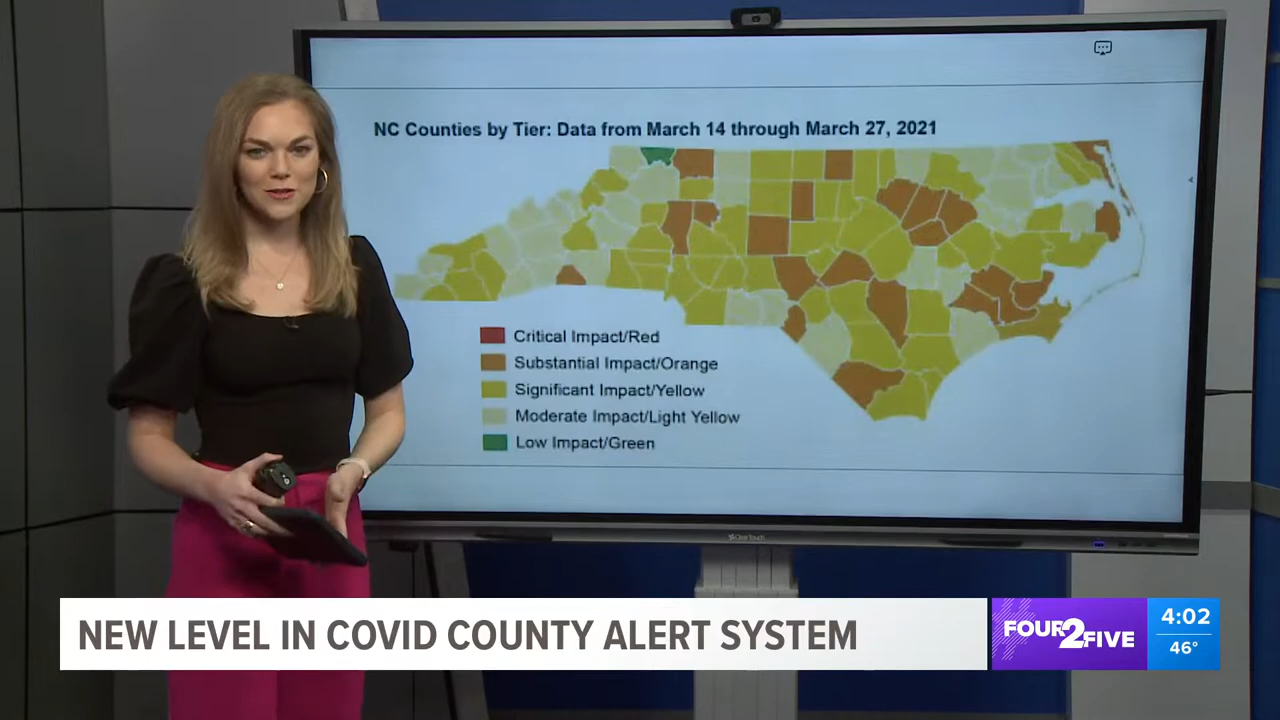 NC Counties by Tier: Data from March 14 through March 27, 2021
Critical Impact/Red
Substantial Impact/Orange
Significant Impact/Yellow
Moderate Impact/Light Yellow
Low Impact/Green
ClearTouch
NEW LEVEL IN COVID COUNTY ALERT SYSTEM
FOUR2FIVE
4:02
46°